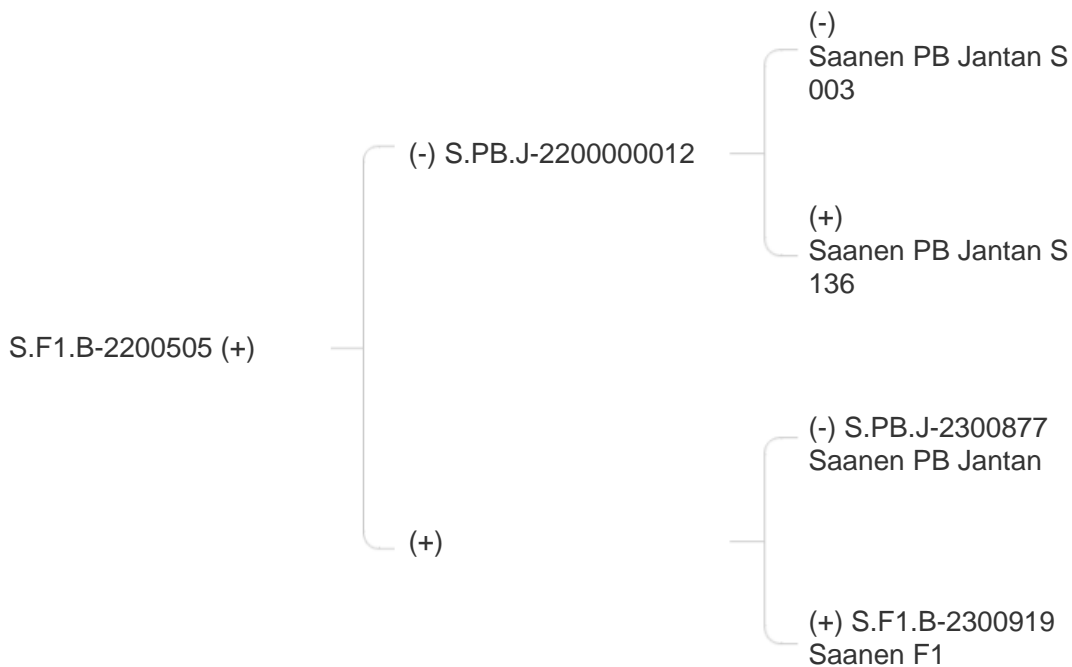 (-)
Saanen PB Jantan S
003
(-) S.PB.J-2200000012
(+)
Saanen PB Jantan S
136
S.F1.B-2200505 (+)
(-) S.PB.J-2300877
Saanen PB Jantan
(+)
(+) S.F1.B-2300919
Saanen F1